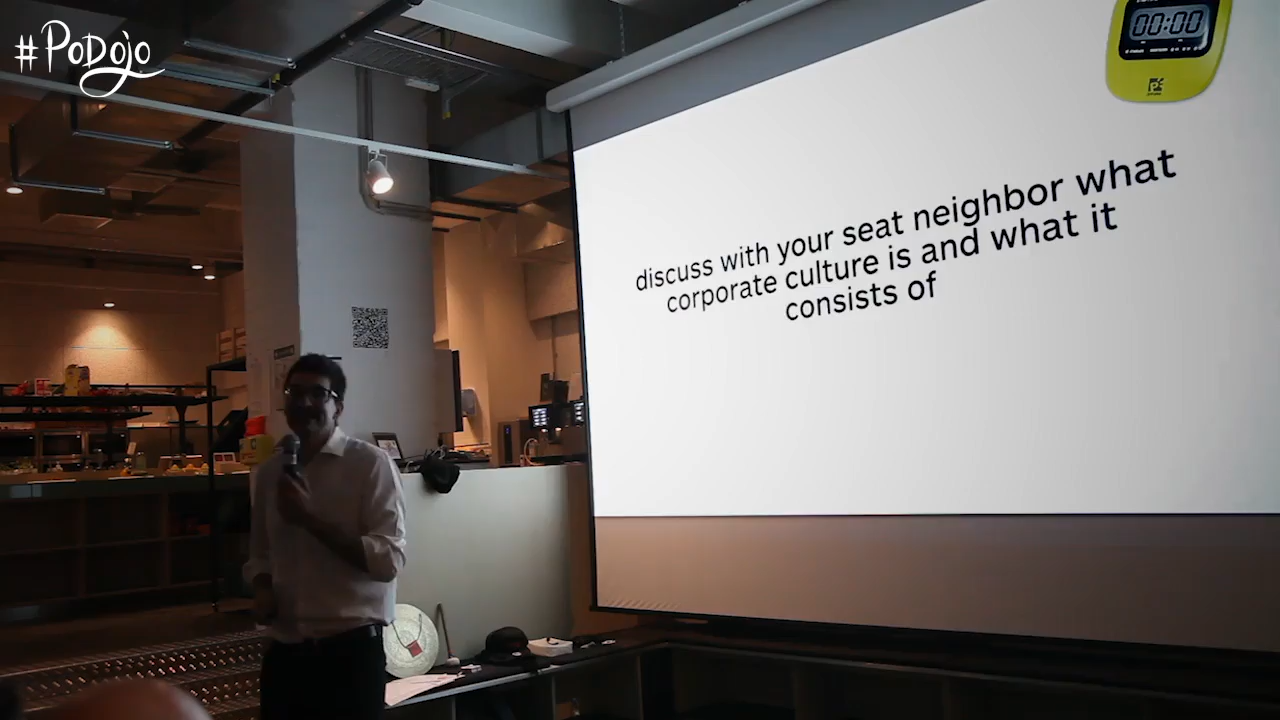 #PoDojo
00:00
discuss with your seat neighbor what
corporate culture is and what it
consists of